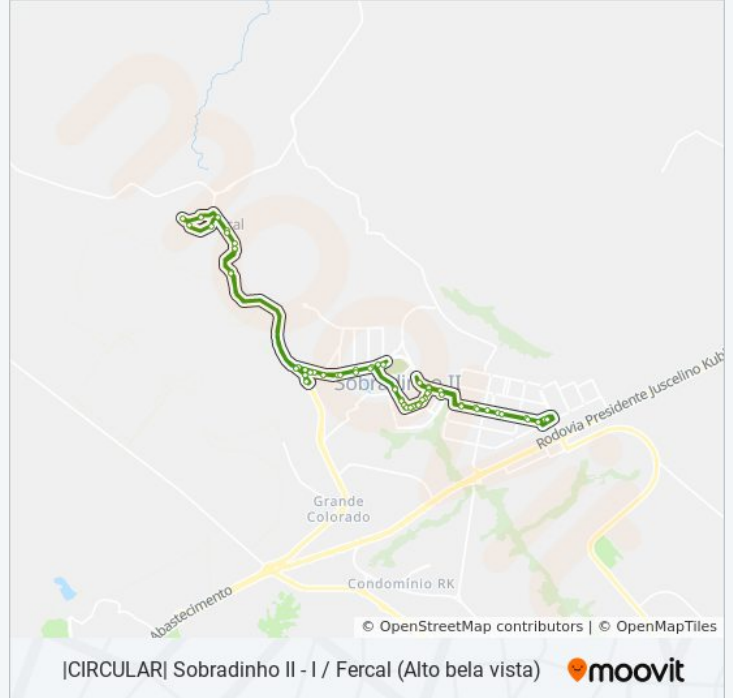 cal
Sobradinho II
Rodovia Presidente Juscelino Kubi
Grande
Colorado
Condomínio RK
Abastecimento
© OpenStreetMap contributors | © OpenMapTiles
|CIRCULAR| Sobradinho II - I / Fercal (Alto bela vista)
moovit